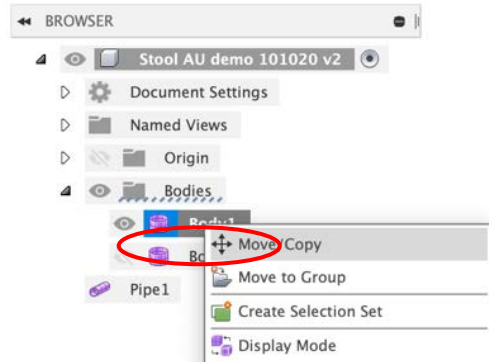 BROWSER
Stool AU demo 101020 v2
Document Settings
Named Views
Origin
Bodies
Body1
Move/Copy
Bo
Move to Group
Pipe1
Create Selection Set
Display Mode